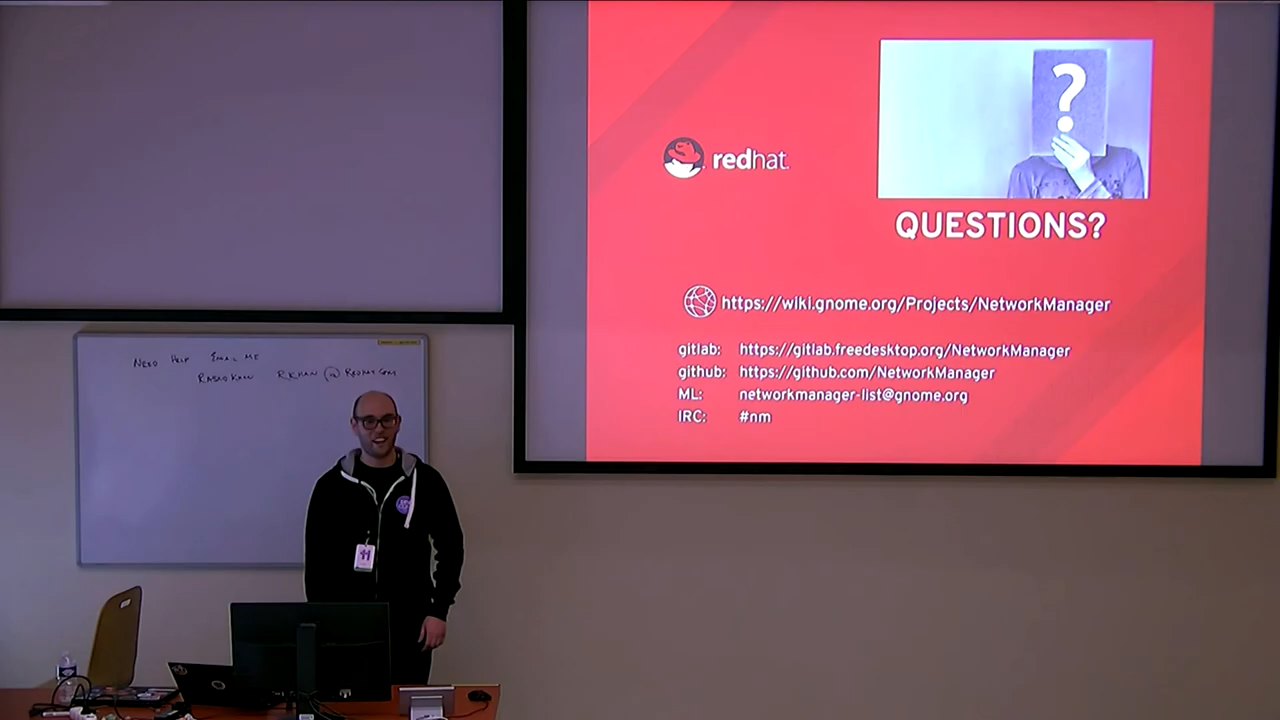 ?
redhat.
QUESTIONS?
https://wiki.gnome.org/Projects/NetworkManager
gitlab: https://gitlab.freedesktop.org/NetworkManager
github: https://github.com/NetworkManager
ML: networkmanager-list@gnome.org
IRC: #nm
NEED HELP EMAIL ME